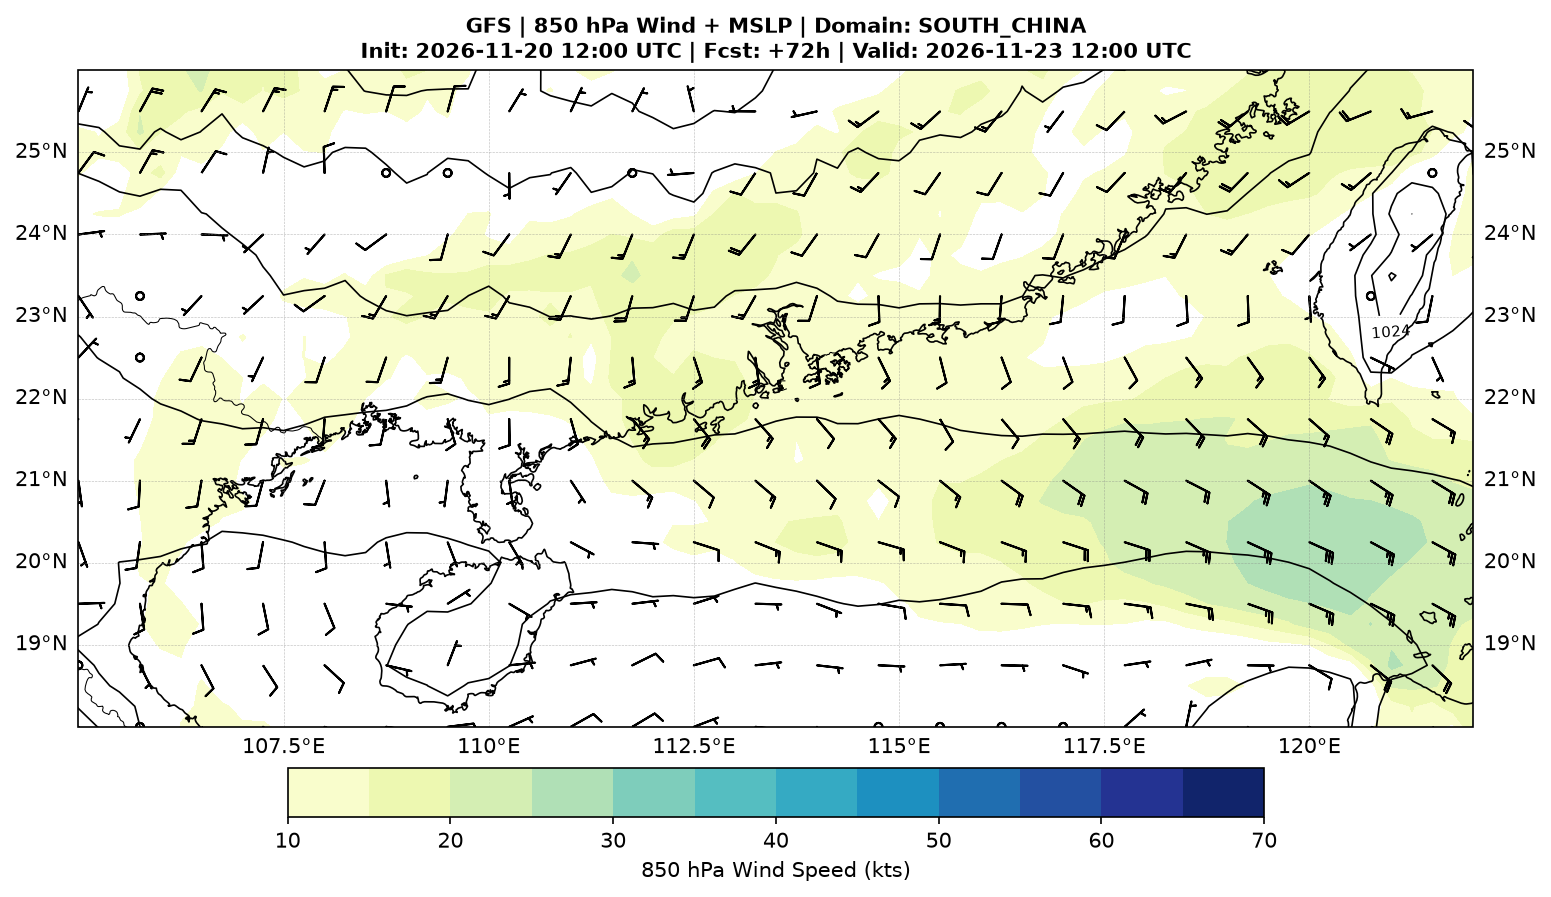 GFS | 850 hPa Wind + MSLP | Domain: SOUTH_CHINA
Init: 2026-11-20 12:00 UTC | Fcst: +72h | Valid: 2026-11-23 12:00 UTC
25°N 25°N
24°N 24°N
23°N 23°N
1024
22°N 22°N
21°N 21°N
20°N 20°N
19°N 19°N
107.5°E 110°E 112.5°E 115°E 117.5°E 120°E
10 20 30 40 50 60 70
850 hPa Wind Speed (kts)